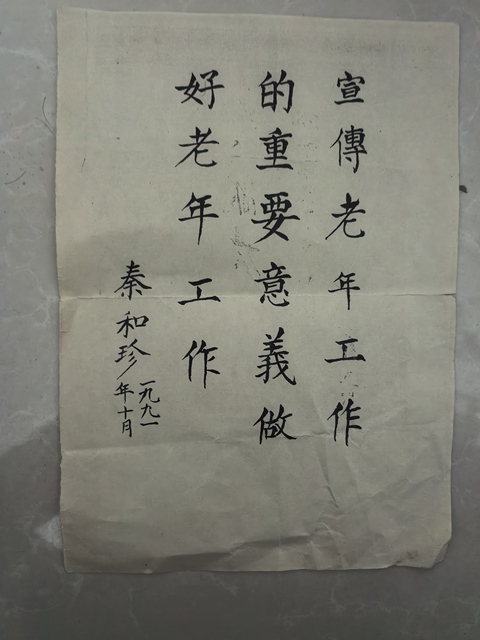 宣傳老年工作
的重要意義做
好老年工作
秦和珍
一九九一
年十月